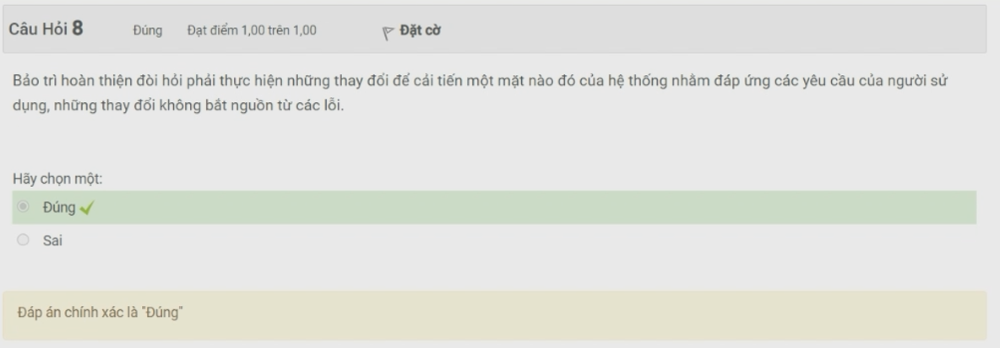 Câu Hỏi 8 Đúng Đạt điểm 1,00 trên 1,00 Đặt cờ
Bảo trì hoàn thiện đòi hỏi phải thực hiện những thay đổi để cải tiến một mặt nào đó của hệ thống nhằm đáp ứng các yêu cầu của người sử
dụng, những thay đổi không bắt nguồn từ các lỗi.
Hãy chọn một:
Đúng
Sai
Đáp án chính xác là "Đúng"